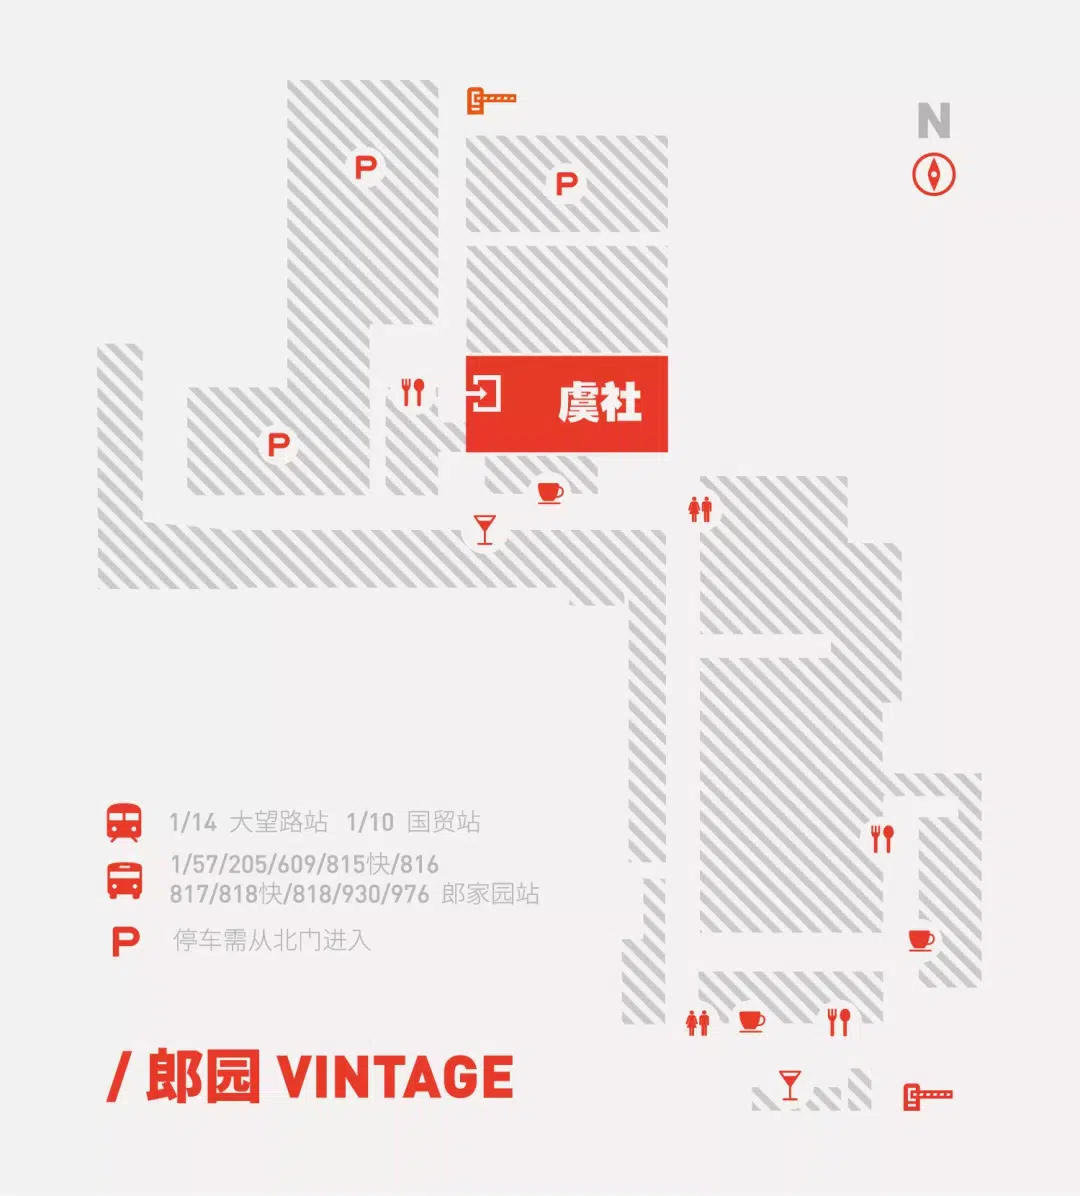 N
P
P
虞社
P
1/14 大望路站 1/10 国贸站
1/57/205/609/815快/816
817/818快/818/930/976 郎家园站
P 停车需从北门进入
/ 郎园 VINTAGE